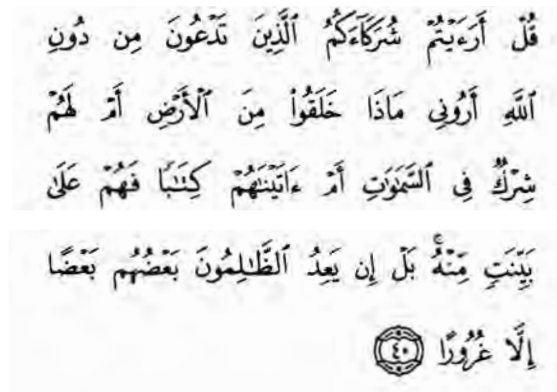 قُلْ أَرَءَيْتُمْ شُرَكَآءَكُمُ ٱلَّذِينَ تَدْعُونَ مِن دُونِ
ٱللَّهِ أَرُونِى مَاذَا خَلَقُوا۟ مِنَ ٱلْأَرْضِ أَمْ لَهُمْ
شِرْكٌ فِى ٱلسَّمَٰوَٰتِ أَمْ ءَاتَيْنَٰهُمْ كِتَٰبًا فَهُمْ عَلَىٰ
بَيِّنَتٍ مِّنْهُ ۚ بَلْ إِن يَعِدُ ٱلظَّٰلِمُونَ بَعْضُهُم بَعْضًا
إِلَّا غُرُورًا ﴿٤٠﴾